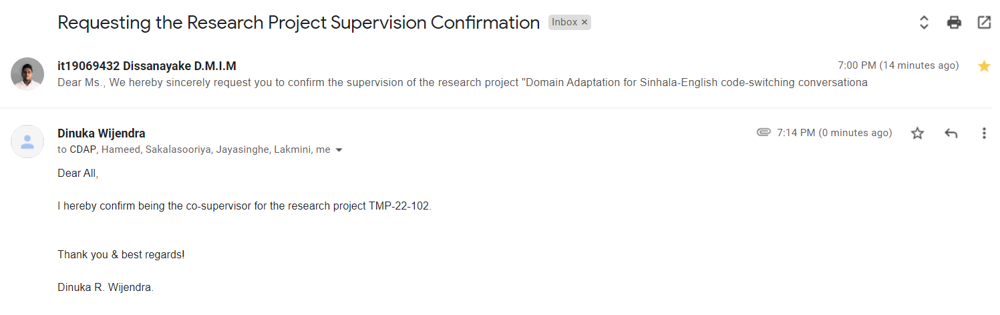 Requesting the Research Project Supervision Confirmation Inbox ×
it19069432 Dissanayake D.M.I.M 7:00 PM (14 minutes ago)
Dear Ms., We hereby sincerely request you to confirm the supervision of the research project "Domain Adaptation for Sinhala-English code-switching conversationa
Dinuka Wijendra 7:14 PM (0 minutes ago)
to CDAP, Hameed, Sakalasooriya, Jayasinghe, Lakmini, me
Dear All,
I hereby confirm being the co-supervisor for the research project TMP-22-102.
Thank you & best regards!
Dinuka R. Wijendra.